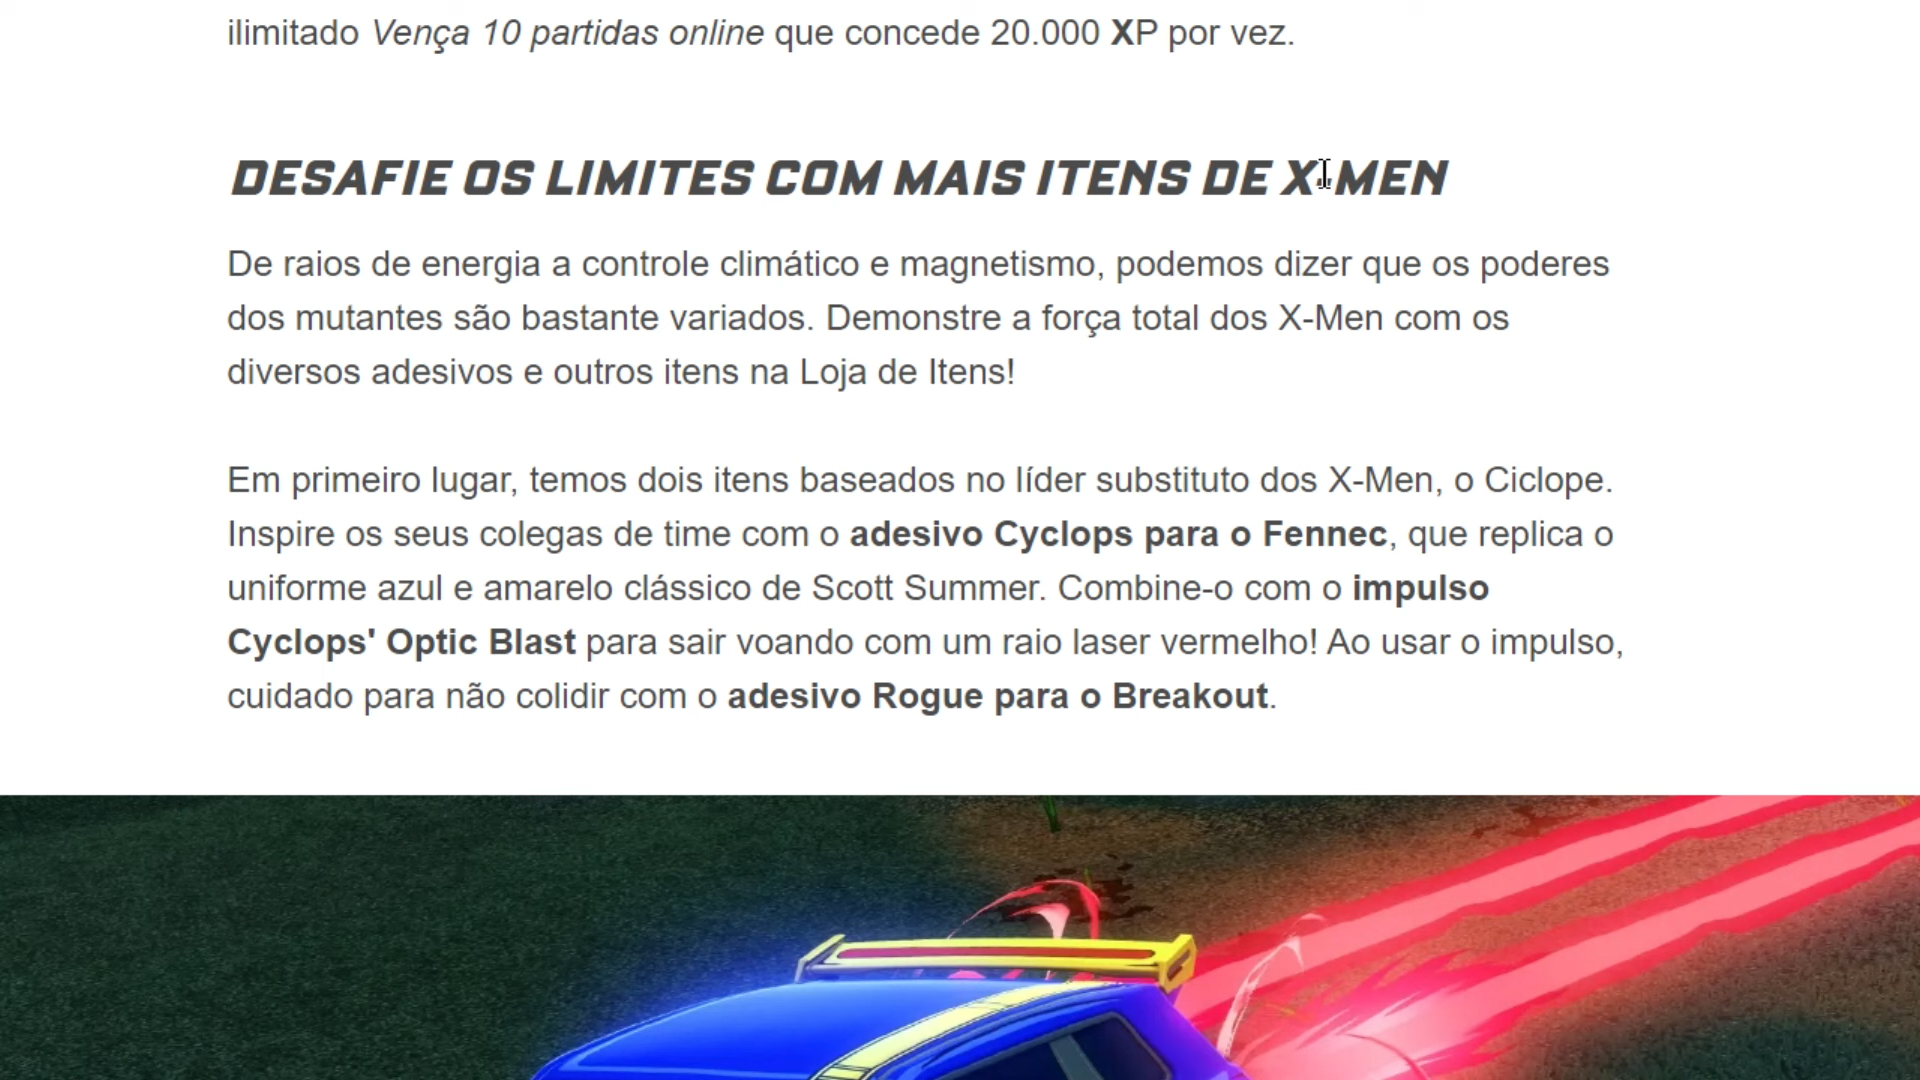 ilimitado Vença 10 partidas online que concede 20.000 XP por vez.
DESAFIE OS LIMITES COM MAIS ITENS DE X-MEN
De raios de energia a controle climático e magnetismo, podemos dizer que os poderes
dos mutantes são bastante variados. Demonstre a força total dos X-Men com os
diversos adesivos e outros itens na Loja de Itens!
Em primeiro lugar, temos dois itens baseados no líder substituto dos X-Men, o Ciclope.
Inspire os seus colegas de time com o adesivo Cyclops para o Fennec, que replica o
uniforme azul e amarelo clássico de Scott Summer. Combine-o com o impulso
Cyclops' Optic Blast para sair voando com um raio laser vermelho! Ao usar o impulso,
cuidado para não colidir com o adesivo Rogue para o Breakout.